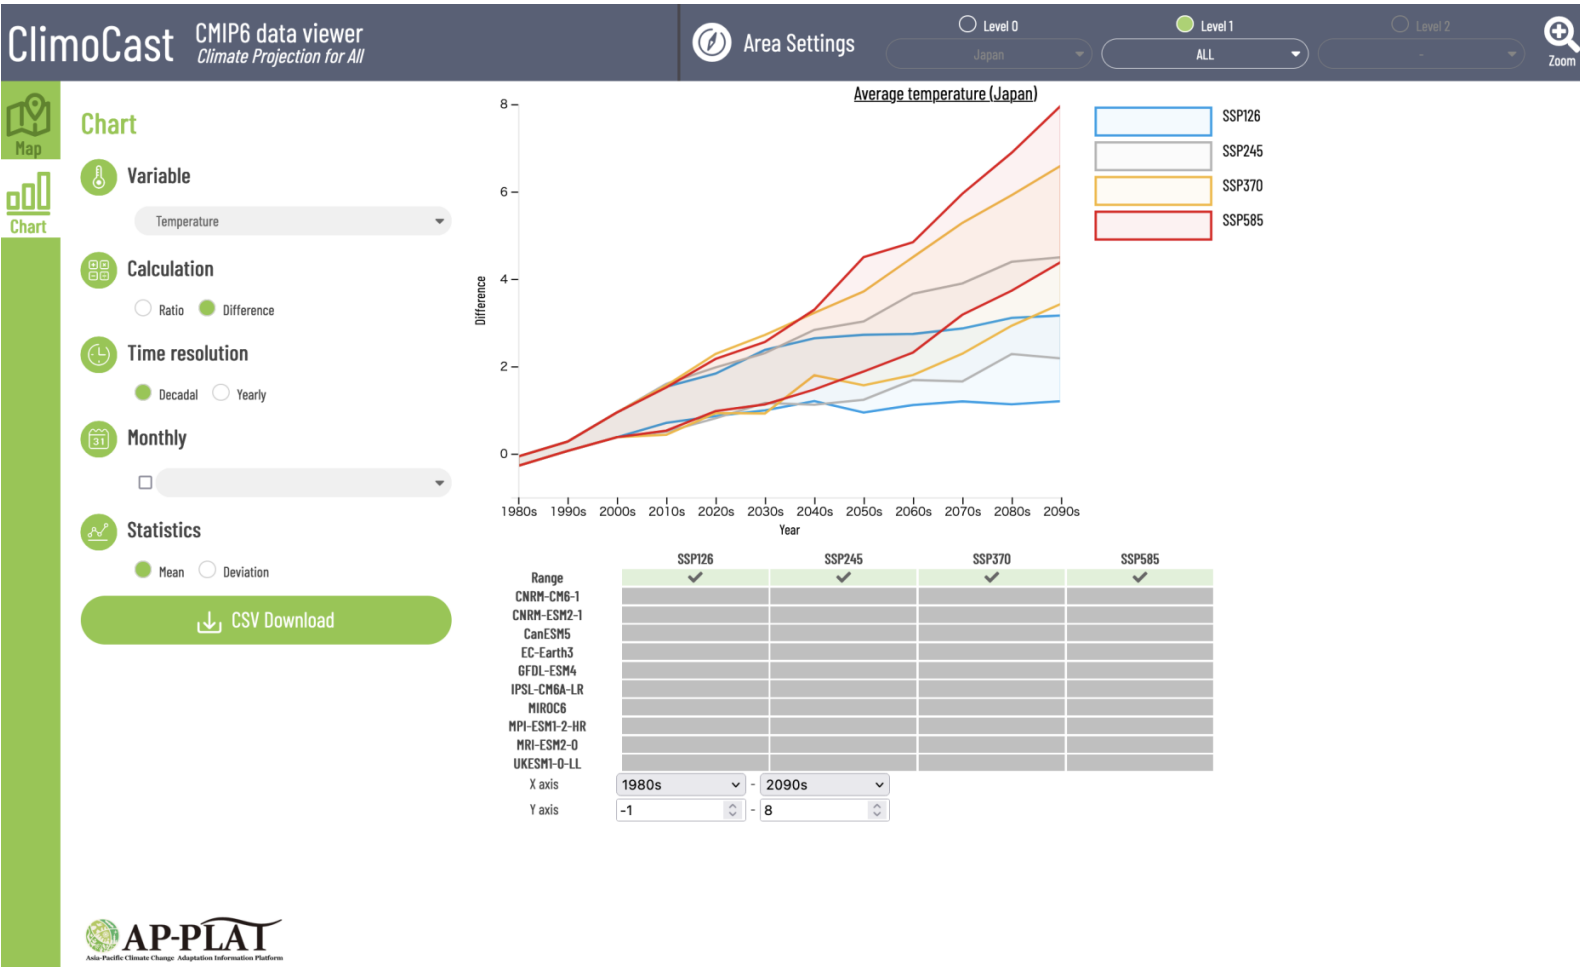 ClimoCast
CMIP6 data viewer
Climate Projection for All
Area Settings
Level 0
Japan
Level 1
ALL
Level 2
-
Zoom
Map
Chart
Chart
Variable
Temperature
Calculation
Ratio
Difference
Time resolution
Decadal
Yearly
Monthly
31
Statistics
Mean
Deviation
CSV Download
Average temperature (Japan)
8
6
4
2
0
Difference
1980s 1990s 2000s 2010s 2020s 2030s 2040s 2050s 2060s 2070s 2080s 2090s
Year
SSP126
SSP245
SSP370
SSP585
SSP126 SSP245 SSP370 SSP585
Range
CNRM-CM6-1
CNRM-ESM2-1
CanESM5
EC-Earth3
GFDL-ESM4
IPSL-CM6A-LR
MIROC6
MPI-ESM1-2-HR
MRI-ESM2-0
UKESM1-0-LL
X axis 1980s - 2090s
Y axis -1 - 8
AP-PLAT
Asia-Pacific Climate Change Adaptation Information Platform